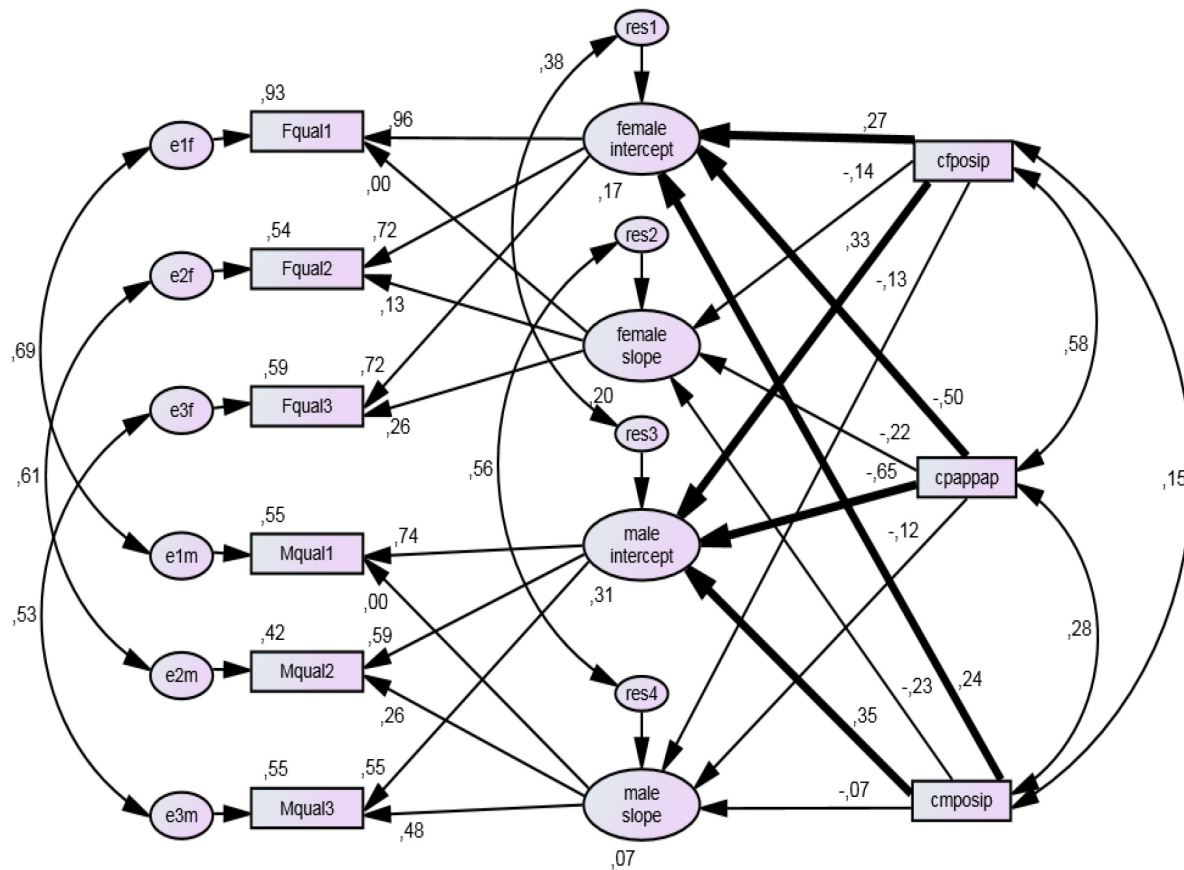 res1
,38
,93
,96
Fqual1
e1f
female
intercept
,27
cfposip
,00
,17
-,14
,54
,72
res2
,33
Fqual2
e2f
-,13
,13
female
slope
,58
,69
,59
,72
Fqual3
e3f
,20
-,50
,26
res3
-,22
,61
,56
-,65
cpappap
,15
,55
,74
male
intercept
-,12
Mqual1
e1m
,00
,31
,53
,42
,59
,28
Mqual2
e2m
res4
-,23
,24
,26
,35
,55
,55
male
slope
-,07
cmposip
Mqual3
e3m
,48
,07